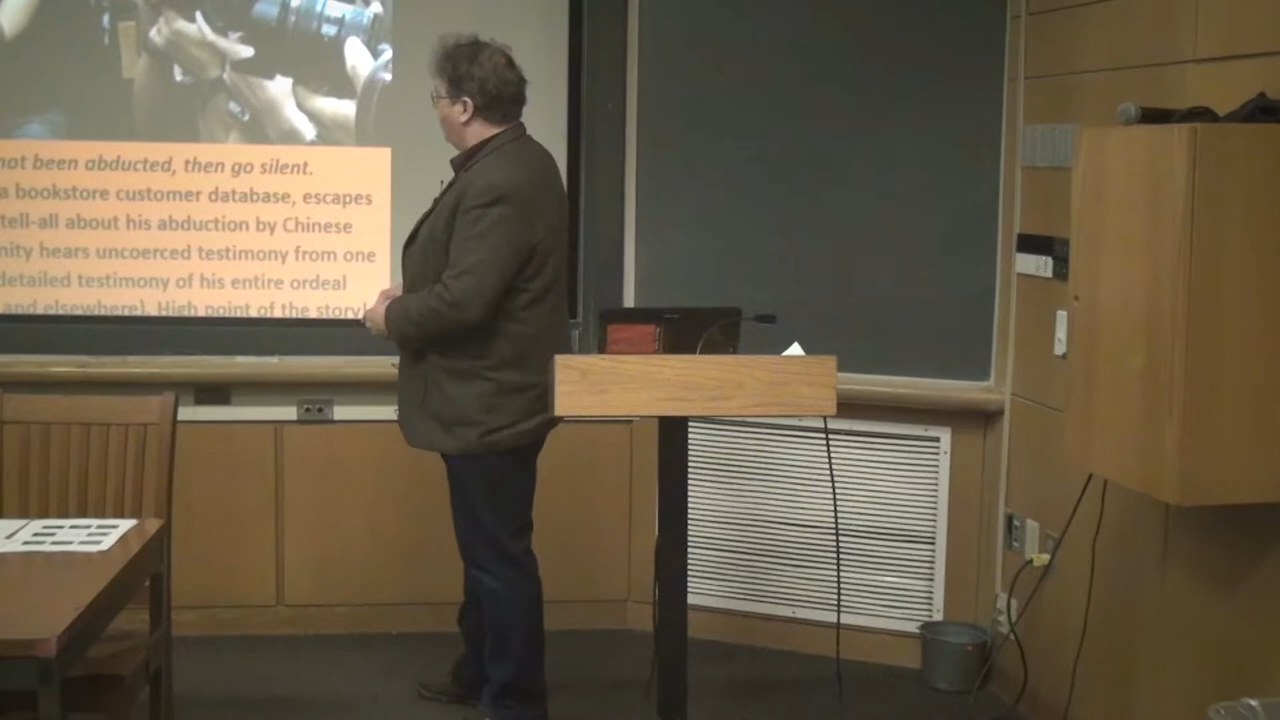 not been abducted, then go silent.
a bookstore customer database, escapes
tell-all about his abduction by Chinese
nity hears uncoerced testimony from one
detailed testimony of his entire ordeal
and elsewhere). High point of the story!